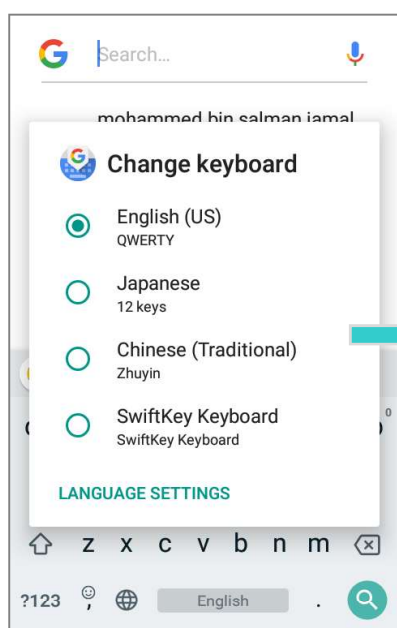 Search...
mohammed bin salman jamal
Change keyboard
English (US)
QWERTY
Japanese
12 keys
Chinese (Traditional)
Zhuyin
SwiftKey Keyboard
SwiftKey Keyboard
LANGUAGE SETTINGS
0
z x c v b n m
?123 , English .